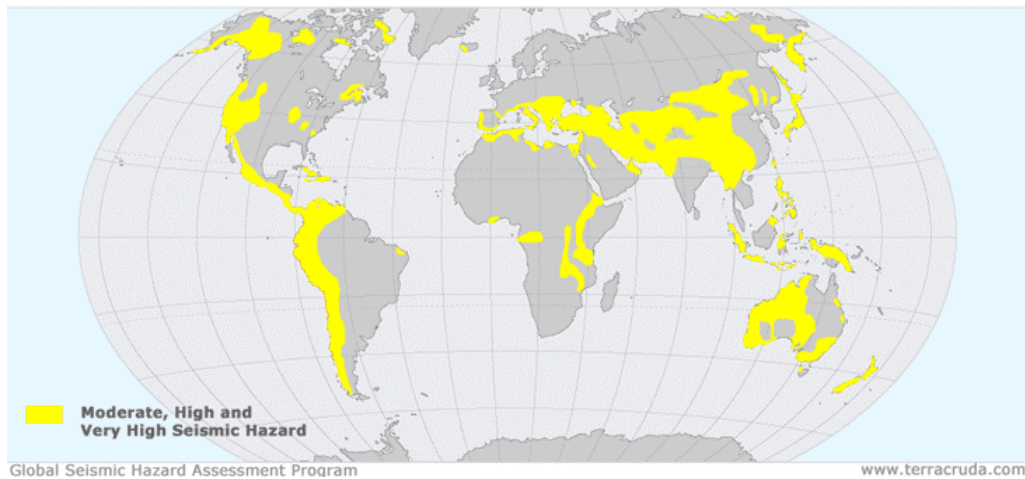 Moderate, High and
Very High Seismic Hazard
Global Seismic Hazard Assessment Program
www.terracruda.com